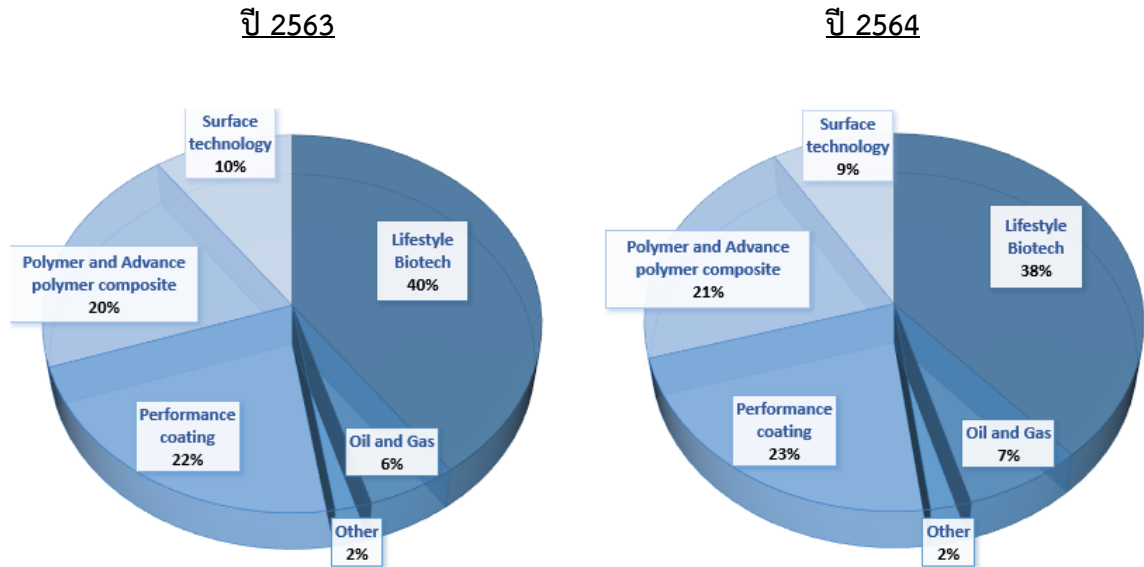 ปี 2563
Surface
technology
10%
Lifestyle
Biotech
40%
Polymer and Advance
polymer composite
20%
Performance
coating
22%
Oil and Gas
6%
Other
2%
ปี 2564
Surface
technology
9%
Lifestyle
Biotech
38%
Polymer and Advance
polymer composite
21%
Performance
coating
23%
Oil and Gas
7%
Other
2%